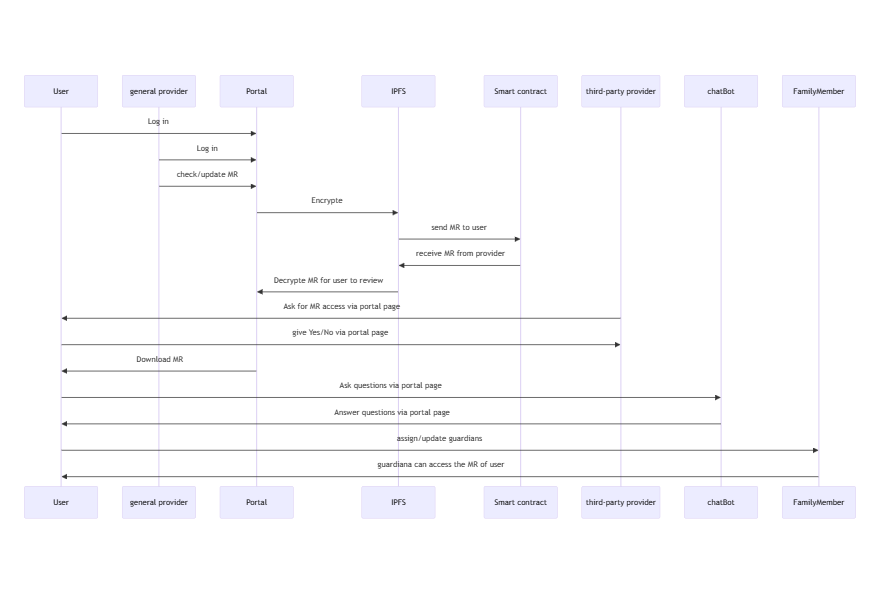 User
general provider
Portal
IPFS
Smart contract
third-party provider
chatBot
FamilyMember
Log in
Log in
check/update MR
Encrypte
send MR to user
receive MR from provider
Decrypte MR for user to review
Ask for MR access via portal page
give Yes/No via portal page
Download MR
Ask questions via portal page
Answer questions via portal page
assign/update guardians
guardiana can access the MR of user
User
general provider
Portal
IPFS
Smart contract
third-party provider
chatBot
FamilyMember